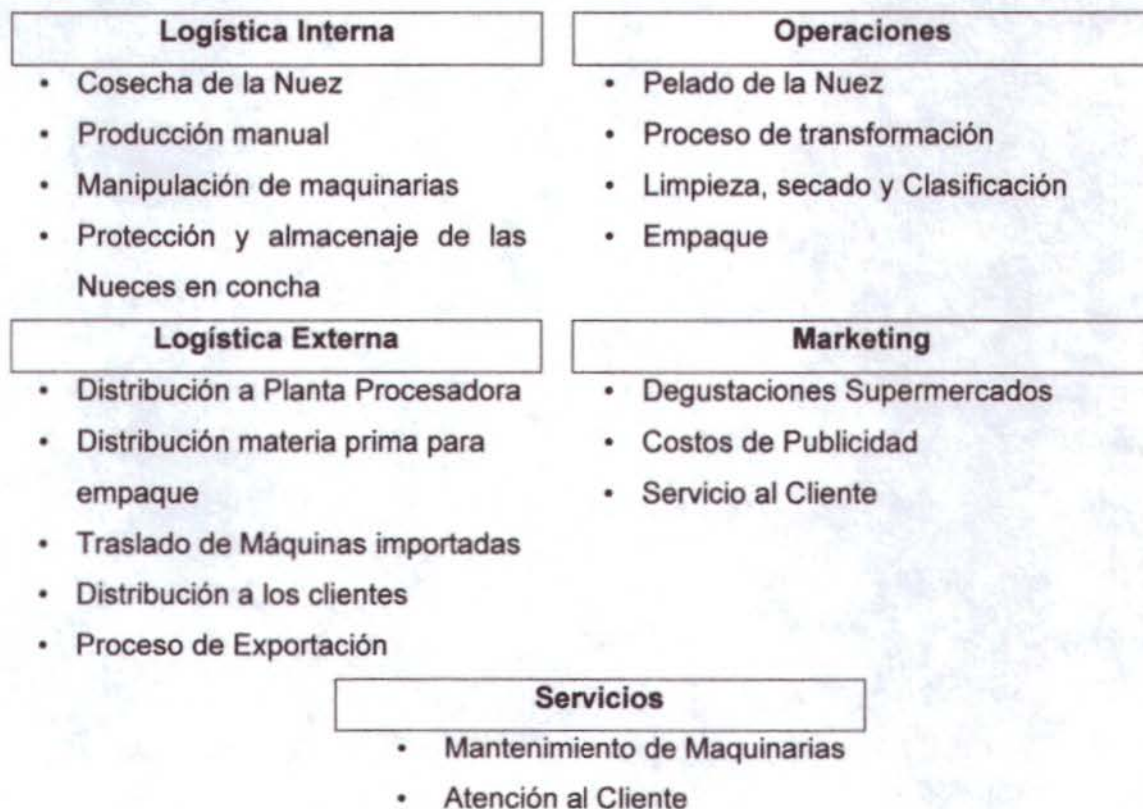 Logística Interna
• Cosecha de la Nuez
• Producción manual
• Manipulación de maquinarias
• Protección y almacenaje de las
Nueces en concha
Operaciones
• Pelado de la Nuez
• Proceso de transformación
• Limpieza, secado y Clasificación
• Empaque
Logística Externa
• Distribución a Planta Procesadora
• Distribución materia prima para
empaque
• Traslado de Máquinas importadas
• Distribución a los clientes
• Proceso de Exportación
Marketing
• Degustaciones Supermercados
• Costos de Publicidad
• Servicio al Cliente
Servicios
• Mantenimiento de Maquinarias
• Atención al Cliente